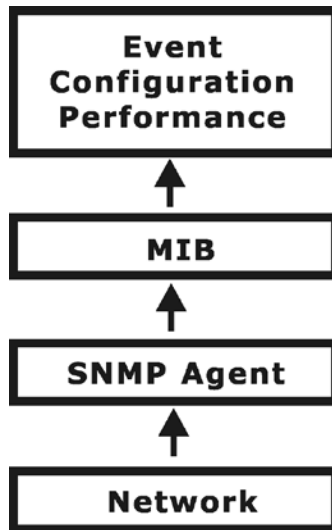 Event
Configuration
Performance
MIB
SNMP Agent
Network